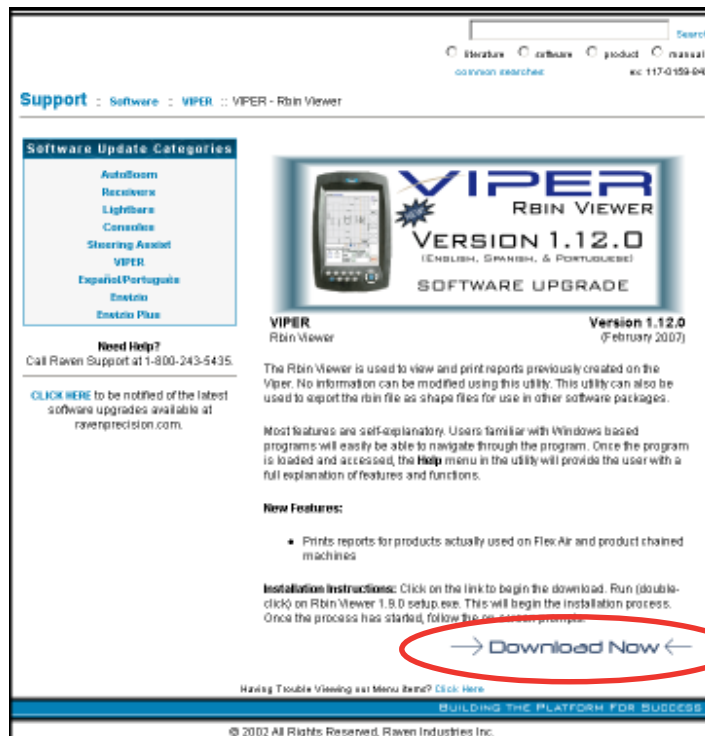 Search
literature software product manual
common searches ex: 117-0159-
Support :: Software :: VIPER :: VIPER - Rbin Viewer
Software Update Categories
AutoBoom
Receivers
Lightbars
Consoles
Steering Assist
VIPER
Español/Português
Envizio
Envizio Plus
Need Help?
Call Raven Support at 1-800-243-5435.
CLICK HERE to be notified of the latest
software upgrades available at
ravenprecision.com.
VIPER
RBIN VIEWER
VERSION 1.12.0
(ENGLISH, SPANISH, & PORTUGUESE)
SOFTWARE UPGRADE
VIPER Version 1.12.0
Rbin Viewer (February 2007)
The Rbin Viewer is used to view and print reports previously created on the
Viper. No information can be modified using this utility. This utility can also be
used to export the rbin file as shape files for use in other software packages.
Most features are self-explanatory. Users familiar with Windows based
programs will easily be able to navigate through the program. Once the program
is loaded and accessed, the Help menu in the utility will provide the user with a
full explanation of features and functions.
New Features:
• Prints reports for products actually used on Flex Air and product chained
machines
Installation Instructions: Click on the link to begin the download. Run (double-
click) on Rbin Viewer 1.9.0 setup.exe. This will begin the installation process.
Once the process has started, follow the on-screen prompts.
Download Now
Having Trouble Viewing our Menu items? Click Here
BUILDING THE PLATFORM FOR SUCCESS
© 2002 All Rights Reserved. Raven Industries Inc.